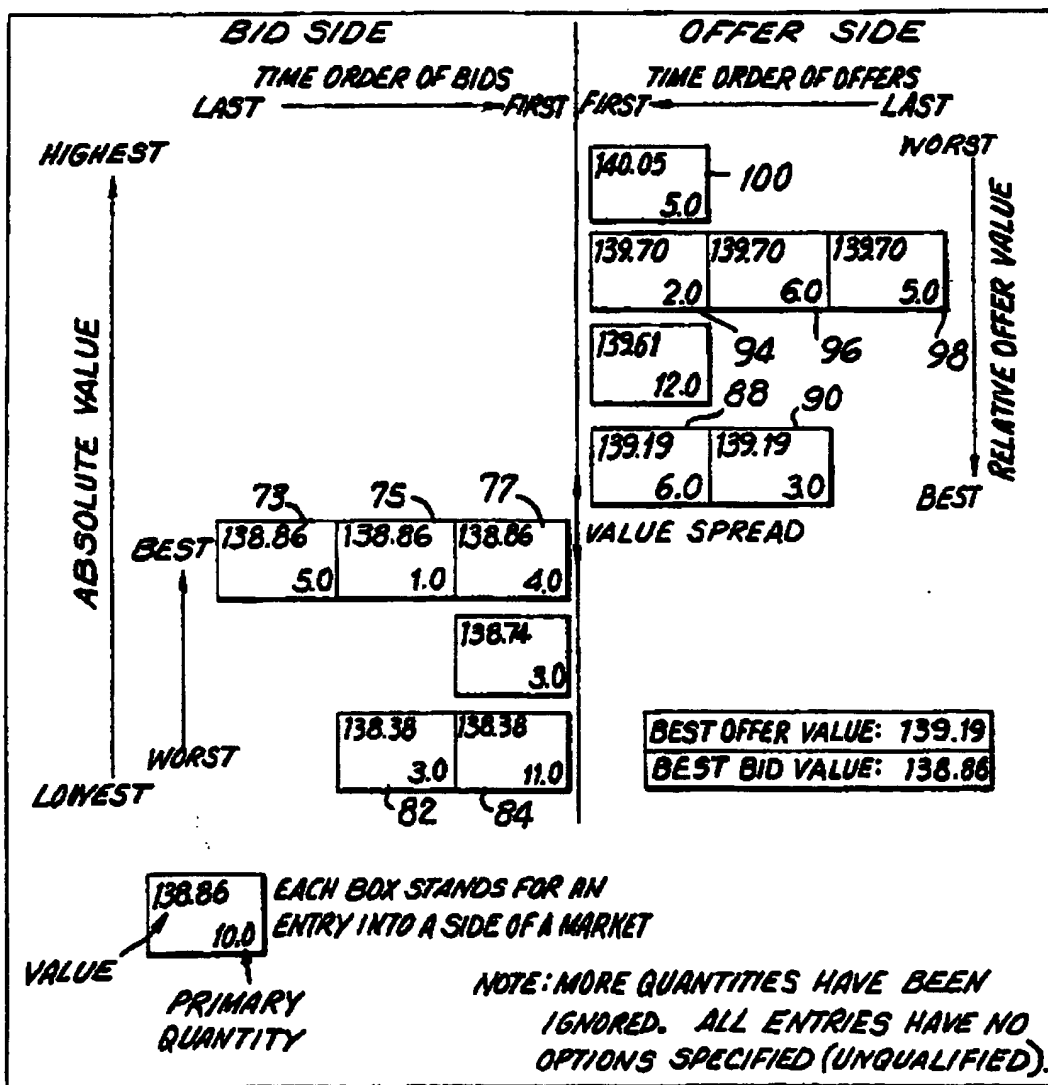 BID SIDE
OFFER SIDE
TIME ORDER OF BIDS
LAST
FIRST
TIME ORDER OF OFFERS
FIRST
LAST
HIGHEST
ABSOLUTE VALUE
LOWEST
WORST
RELATIVE OFFER VALUE
BEST
140.05
5.0
100
139.70 139.70 139.70
2.0 6.0 5.0
94 96 98
139.61
12.0
88 90
139.19 139.19
6.0 3.0
VALUE SPREAD
73 75 77
BEST
138.86 138.86 138.86
5.0 1.0 4.0
138.74
3.0
138.38 138.38
3.0 11.0
WORST
82 84
BEST OFFER VALUE: 139.19
BEST BID VALUE: 138.86
138.86
10.0
EACH BOX STANDS FOR AN
ENTRY INTO A SIDE OF A MARKET
VALUE
PRIMARY
QUANTITY
NOTE: MORE QUANTITIES HAVE BEEN
IGNORED. ALL ENTRIES HAVE NO
OPTIONS SPECIFIED (UNQUALIFIED).